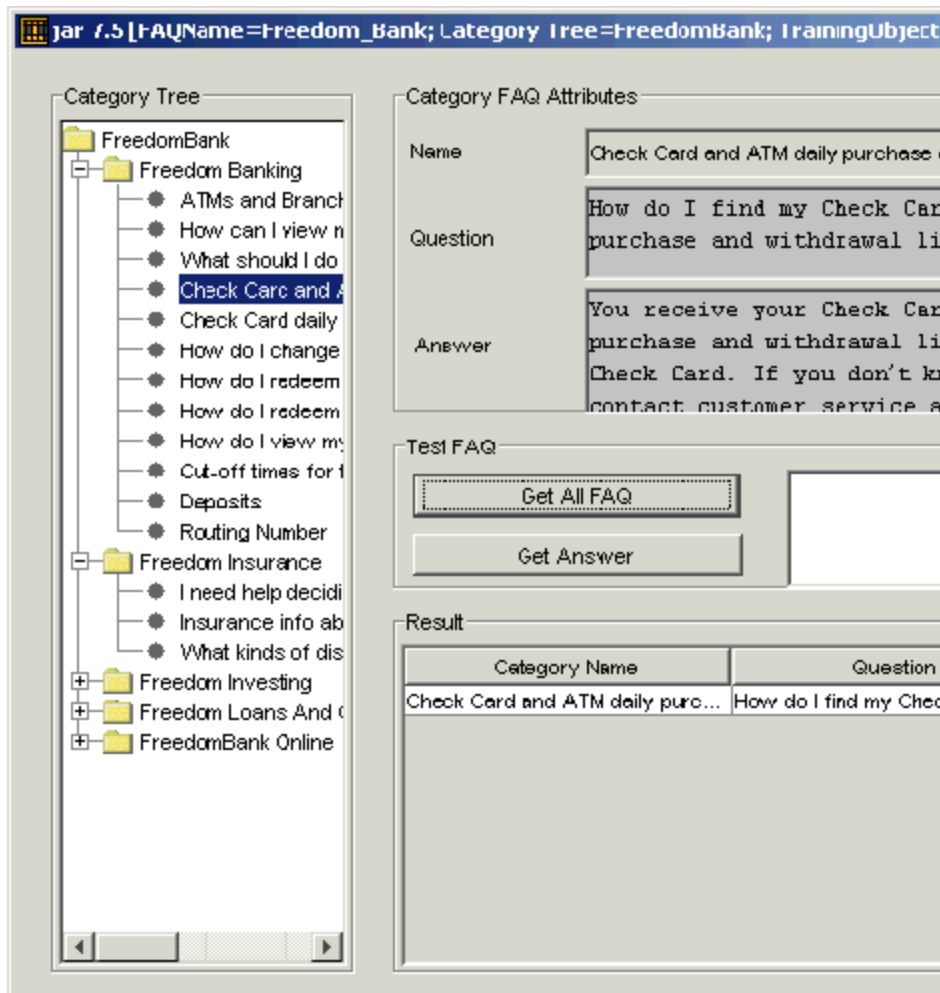 jar 7.5 [FAQName=Freedom_Bank; Category Tree=FreedomBank; TrainingObject
Category Tree
FreedomBank
Freedom Banking
ATMs and Branch
How can I view m
What should I do
Check Card and A
Check Card daily
How do I change
How do I redeem
How do I redeem
How do I view my
Cut-off times for t
Deposits
Routing Number
Freedom Insurance
I need help decidi
Insurance info ab
What kinds of dis
Freedom Investing
Freedom Loans And C
FreedomBank Online
Category FAQ Attributes
Name
Check Card and ATM daily purchase
Question
How do I find my Check Car
purchase and withdrawal li
Answer
You receive your Check Car
purchase and withdrawal li
Check Card. If you don't k
contact customer service a
Test FAQ
Get All FAQ
Get Answer
Result
Category Name
Question
Check Card and ATM daily purc...
How do I find my Chec